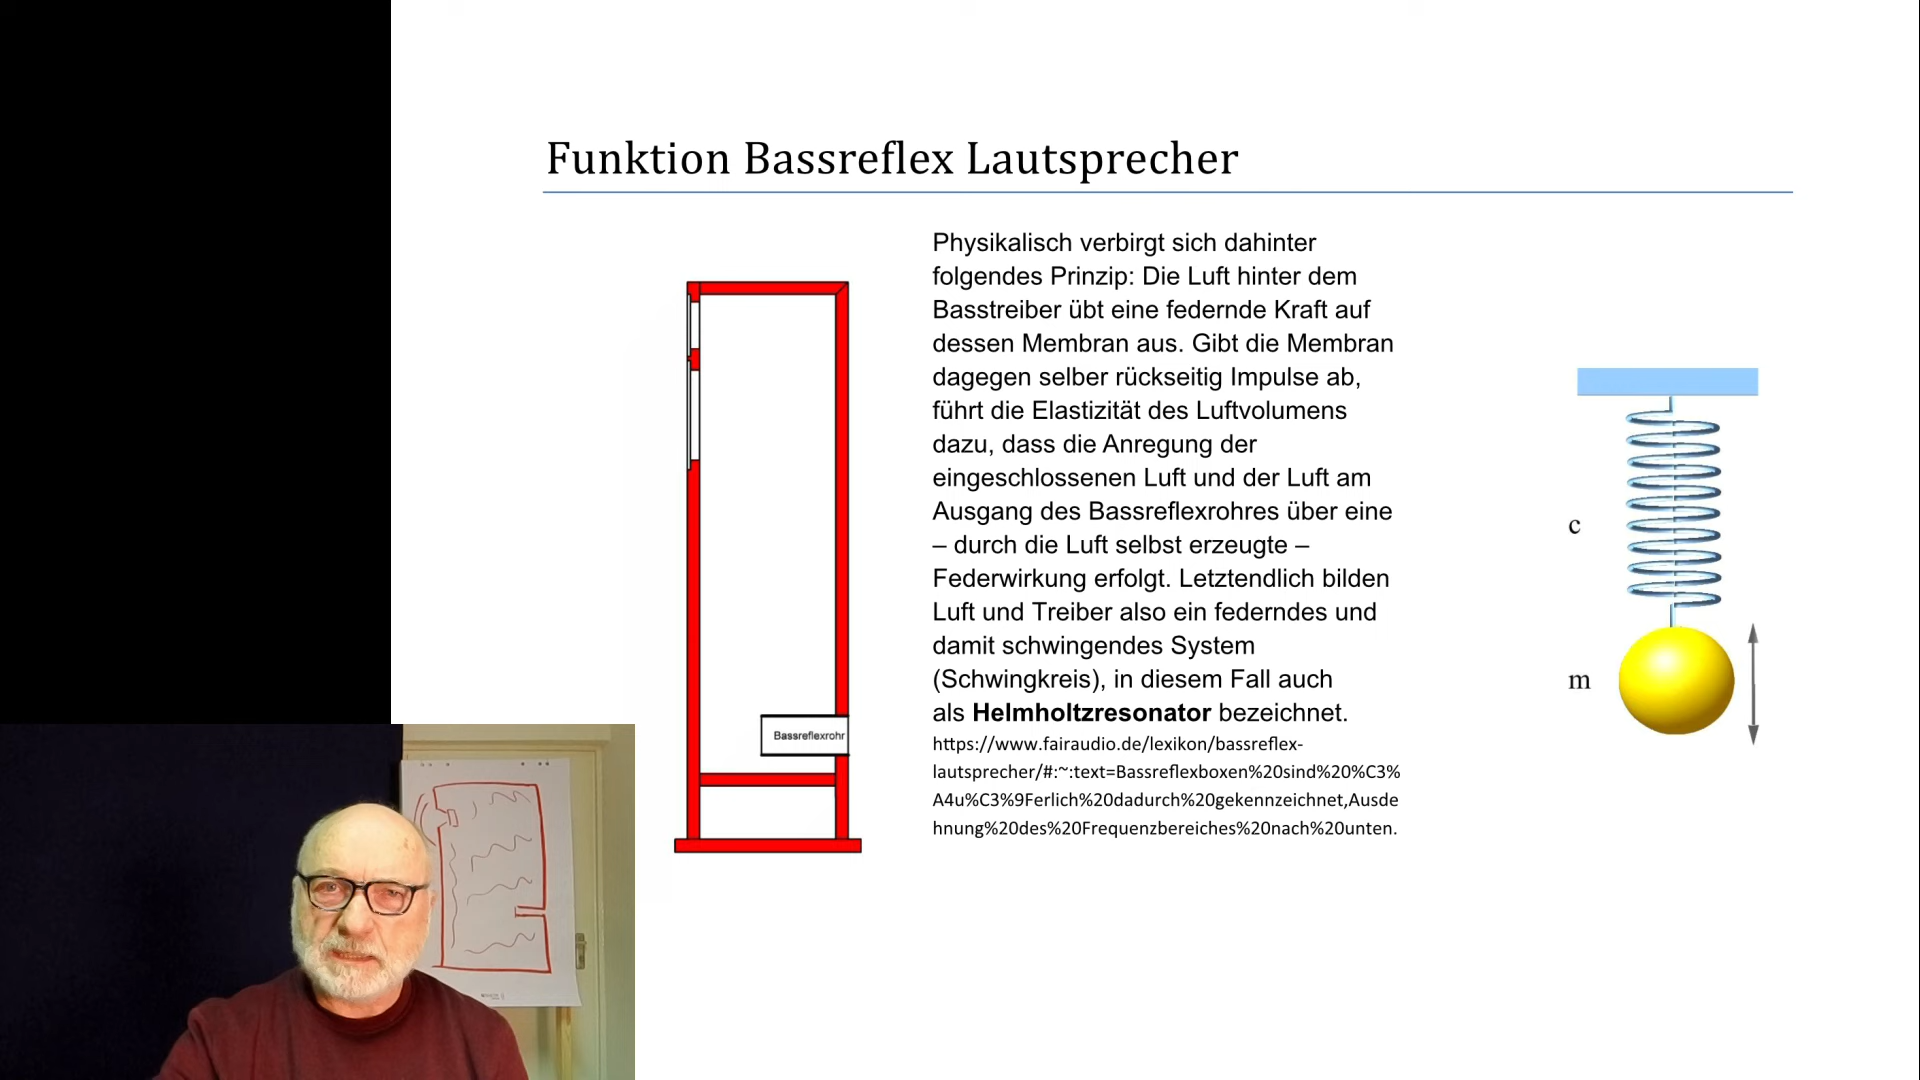 Funktion Bassreflex Lautsprecher
Physikalisch verbirgt sich dahinter
folgendes Prinzip: Die Luft hinter dem
Basstreiber übt eine federnde Kraft auf
dessen Membran aus. Gibt die Membran
dagegen selber rückseitig Impulse ab,
führt die Elastizität des Luftvolumens
dazu, dass die Anregung der
eingeschlossenen Luft und der Luft am
Ausgang des Bassreflexrohres über eine
– durch die Luft selbst erzeugte –
Federwirkung erfolgt. Letztendlich bilden
Luft und Treiber also ein federndes und
damit schwingendes System
(Schwingkreis), in diesem Fall auch
als Helmholtzresonator bezeichnet.
https://www.fairaudio.de/lexikon/bassreflex-
lautsprecher/#:~:text=Bassreflexboxen%20sind%20%C3%
A4u%C3%9Ferlich%20dadurch%20gekennzeichnet,Ausde
hnung%20des%20Frequenzbereiches%20nach%20unten.
Bassreflexrohr
c
m